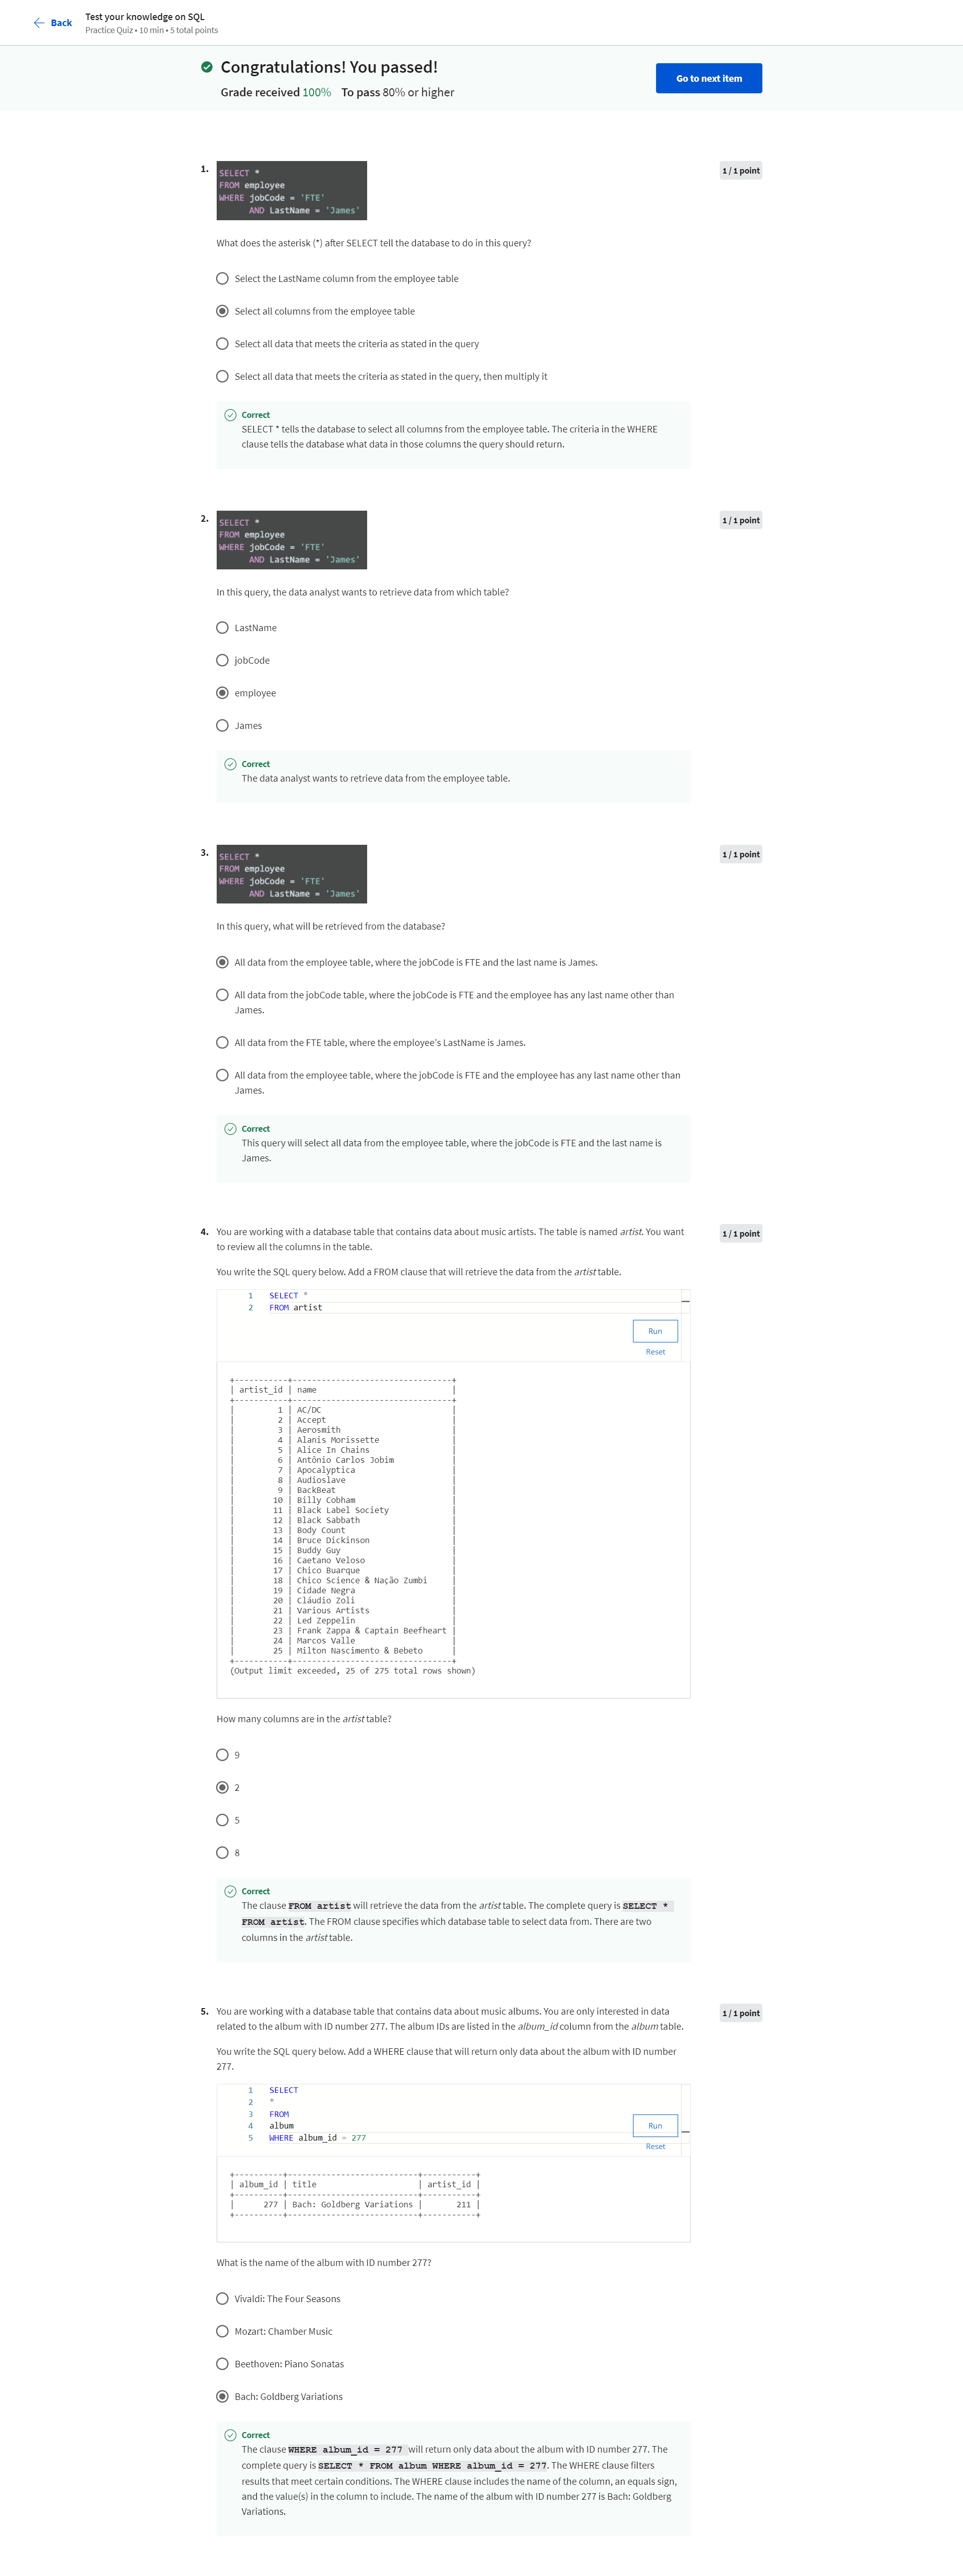 Back
Test your knowledge on SQL
Practice Quiz • 10 min • 5 total points
Congratulations! You passed!
Grade received 100% To pass 80% or higher
Go to next item
1.
SELECT *
FROM employee
WHERE jobCode = 'FTE'
AND LastName = 'James'
1 / 1 point
What does the asterisk (*) after SELECT tell the database to do in this query?
Select the LastName column from the employee table
Select all columns from the employee table
Select all data that meets the criteria as stated in the query
Select all data that meets the criteria as stated in the query, then multiply it
Correct
SELECT * tells the database to select all columns from the employee table. The criteria in the WHERE
clause tells the database what data in those columns the query should return.
2.
SELECT *
FROM employee
WHERE jobCode = 'FTE'
AND LastName = 'James'
1 / 1 point
In this query, the data analyst wants to retrieve data from which table?
LastName
jobCode
employee
James
Correct
The data analyst wants to retrieve data from the employee table.
3.
SELECT *
FROM employee
WHERE jobCode = 'FTE'
AND LastName = 'James'
1 / 1 point
In this query, what will be retrieved from the database?
All data from the employee table, where the jobCode is FTE and the last name is James.
All data from the jobCode table, where the jobCode is FTE and the employee has any last name other than
James.
All data from the FTE table, where the employee's LastName is James.
All data from the employee table, where the jobCode is FTE and the employee has any last name other than
James.
Correct
This query will select all data from the employee table, where the jobCode is FTE and the last name is
James.
4. You are working with a database table that contains data about music artists. The table is named artist. You want
to review all the columns in the table.
1 / 1 point
You write the SQL query below. Add a FROM clause that will retrieve the data from the artist table.
1 SELECT *
2 FROM artist
Run
Reset
+-----------+---------------------------------+
| artist_id | name |
+-----------+---------------------------------+
| 1 | AC/DC |
| 2 | Accept |
| 3 | Aerosmith |
| 4 | Alanis Morissette |
| 5 | Alice In Chains |
| 6 | Antônio Carlos Jobim |
| 7 | Apocalyptica |
| 8 | Audioslave |
| 9 | BackBeat |
| 10 | Billy Cobham |
| 11 | Black Label Society |
| 12 | Black Sabbath |
| 13 | Body Count |
| 14 | Bruce Dickinson |
| 15 | Buddy Guy |
| 16 | Caetano Veloso |
| 17 | Chico Buarque |
| 18 | Chico Science & Nação Zumbi |
| 19 | Cidade Negra |
| 20 | Cláudio Zoli |
| 21 | Various Artists |
| 22 | Led Zeppelin |
| 23 | Frank Zappa & Captain Beefheart |
| 24 | Marcos Valle |
| 25 | Milton Nascimento & Bebeto |
+-----------+---------------------------------+
(Output limit exceeded, 25 of 275 total rows shown)
How many columns are in the artist table?
9
2
5
8
Correct
The clause FROM artist will retrieve the data from the artist table. The complete query is SELECT *
FROM artist. The FROM clause specifies which database table to select data from. There are two
columns in the artist table.
5. You are working with a database table that contains data about music albums. You are only interested in data
related to the album with ID number 277. The album IDs are listed in the album_id column from the album table.
1 / 1 point
You write the SQL query below. Add a WHERE clause that will return only data about the album with ID number
277.
1 SELECT
2 *
3 FROM
4 album
5 WHERE album_id = 277
Run
Reset
+----------+--------------------------+-----------+
| album_id | title | artist_id |
+----------+--------------------------+-----------+
| 277 | Bach: Goldberg Variations | 211 |
+----------+--------------------------+-----------+
What is the name of the album with ID number 277?
Vivaldi: The Four Seasons
Mozart: Chamber Music
Beethoven: Piano Sonatas
Bach: Goldberg Variations
Correct
The clause WHERE album_id = 277 will return only data about the album with ID number 277. The
complete query is SELECT * FROM album WHERE album_id = 277. The WHERE clause filters
results that meet certain conditions. The WHERE clause includes the name of the column, an equals sign,
and the value(s) in the column to include. The name of the album with ID number 277 is Bach: Goldberg
Variations.